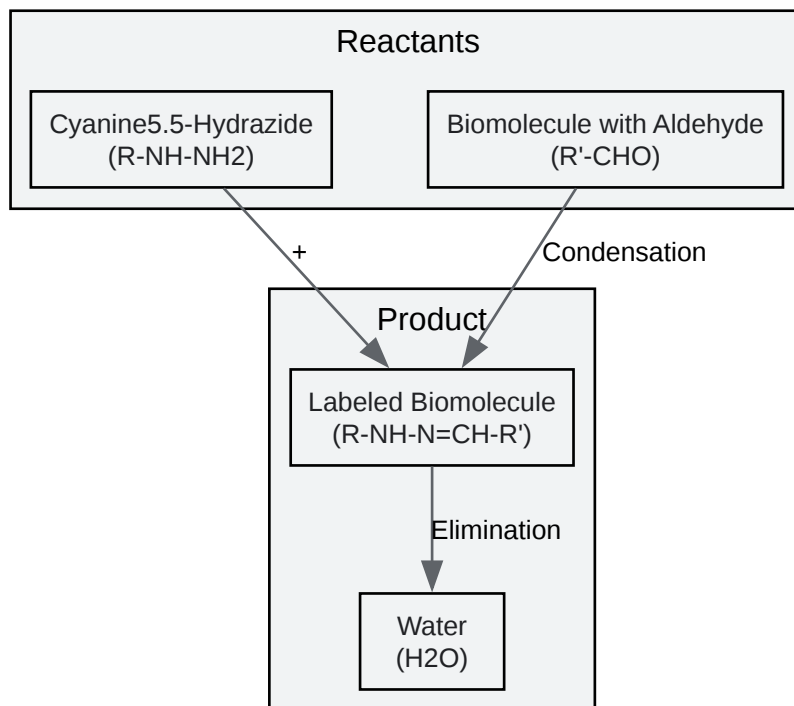 Reactants
Cyanine5.5-Hydrazide
(R-NH-NH2)
Biomolecule with Aldehyde
(R'-CHO)
+
Condensation
Product
Labeled Biomolecule
(R-NH-N=CH-R')
Elimination
Water
(H2O)